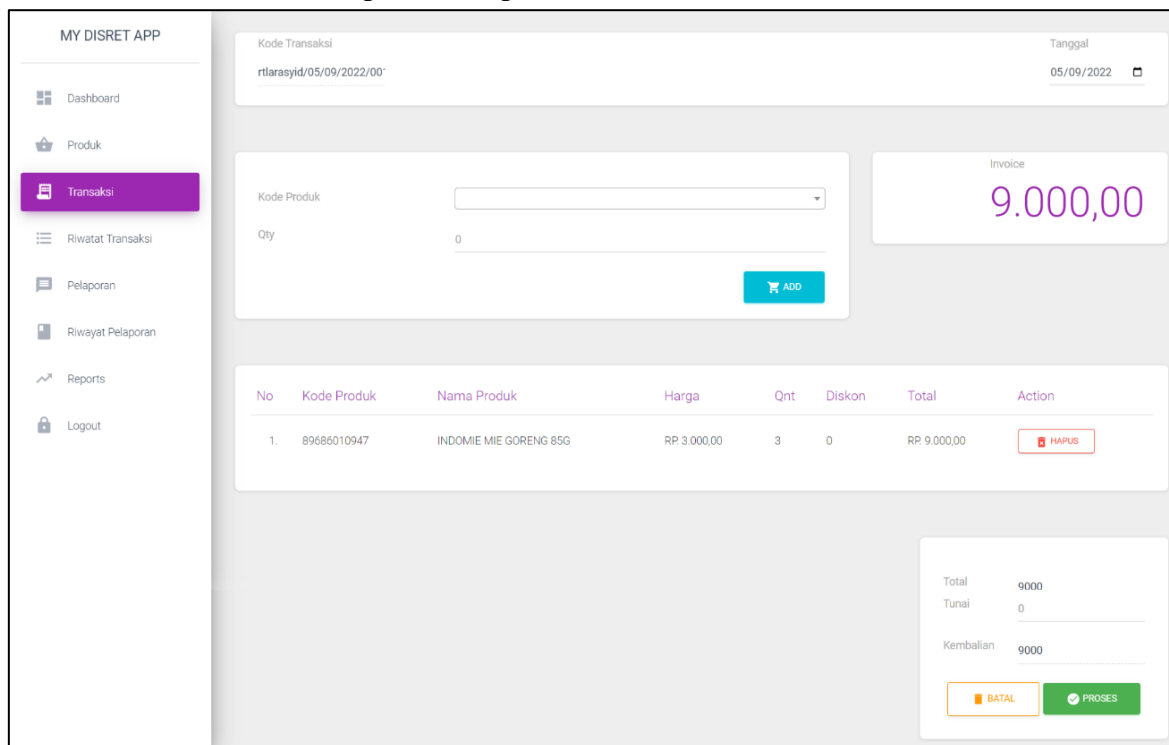 MY DISRET APP
Dashboard
Produk
Transaksi
Riwatat Transaksi
Pelaporan
Riwayat Pelaporan
Reports
Logout
Kode Transaksi
rtlarasyid/05/09/2022/00
Tanggal
05/09/2022
Kode Produk
Qty
0
ADD
Invoice
9.000,00
No Kode Produk Nama Produk Harga Qnt Diskon Total Action
1. 89686010947 INDOMIE MIE GORENG 85G RP. 3.000,00 3 0 RP. 9.000,00 HAPUS
Total 9000
Tunai 0
Kembalian 9000
BATAL PROSES